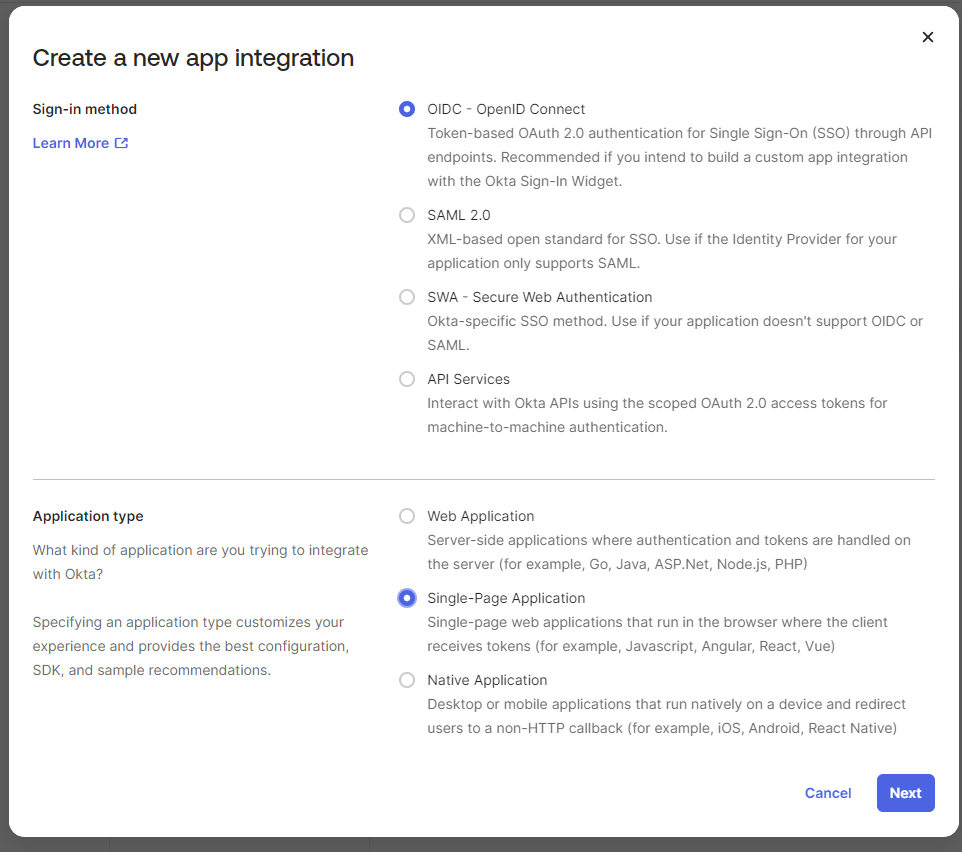 Create a new app integration
Sign-in method
Learn More
OIDC - OpenID Connect
Token-based OAuth 2.0 authentication for Single Sign-On (SSO) through API
endpoints. Recommended if you intend to build a custom app integration
with the Okta Sign-In Widget.
SAML 2.0
XML-based open standard for SSO. Use if the Identity Provider for your
application only supports SAML.
SWA - Secure Web Authentication
Okta-specific SSO method. Use if your application doesn't support OIDC or
SAML.
API Services
Interact with Okta APIs using the scoped OAuth 2.0 access tokens for
machine-to-machine authentication.
Application type
What kind of application are you trying to integrate
with Okta?
Specifying an application type customizes your
experience and provides the best configuration,
SDK, and sample recommendations.
Web Application
Server-side applications where authentication and tokens are handled on
the server (for example, Go, Java, ASP.Net, Node.js, PHP)
Single-Page Application
Single-page web applications that run in the browser where the client
receives tokens (for example, Javascript, Angular, React, Vue)
Native Application
Desktop or mobile applications that run natively on a device and redirect
users to a non-HTTP callback (for example, iOS, Android, React Native)
Cancel
Next